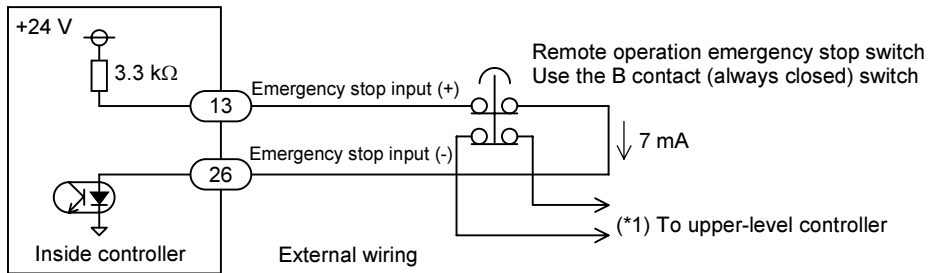 +24 V
3.3 kΩ
Remote operation emergency stop switch
Use the B contact (always closed) switch
Emergency stop input (+)
13
7 mA
Emergency stop input (-)
26
(*1) To upper-level controller
Inside controller
External wiring